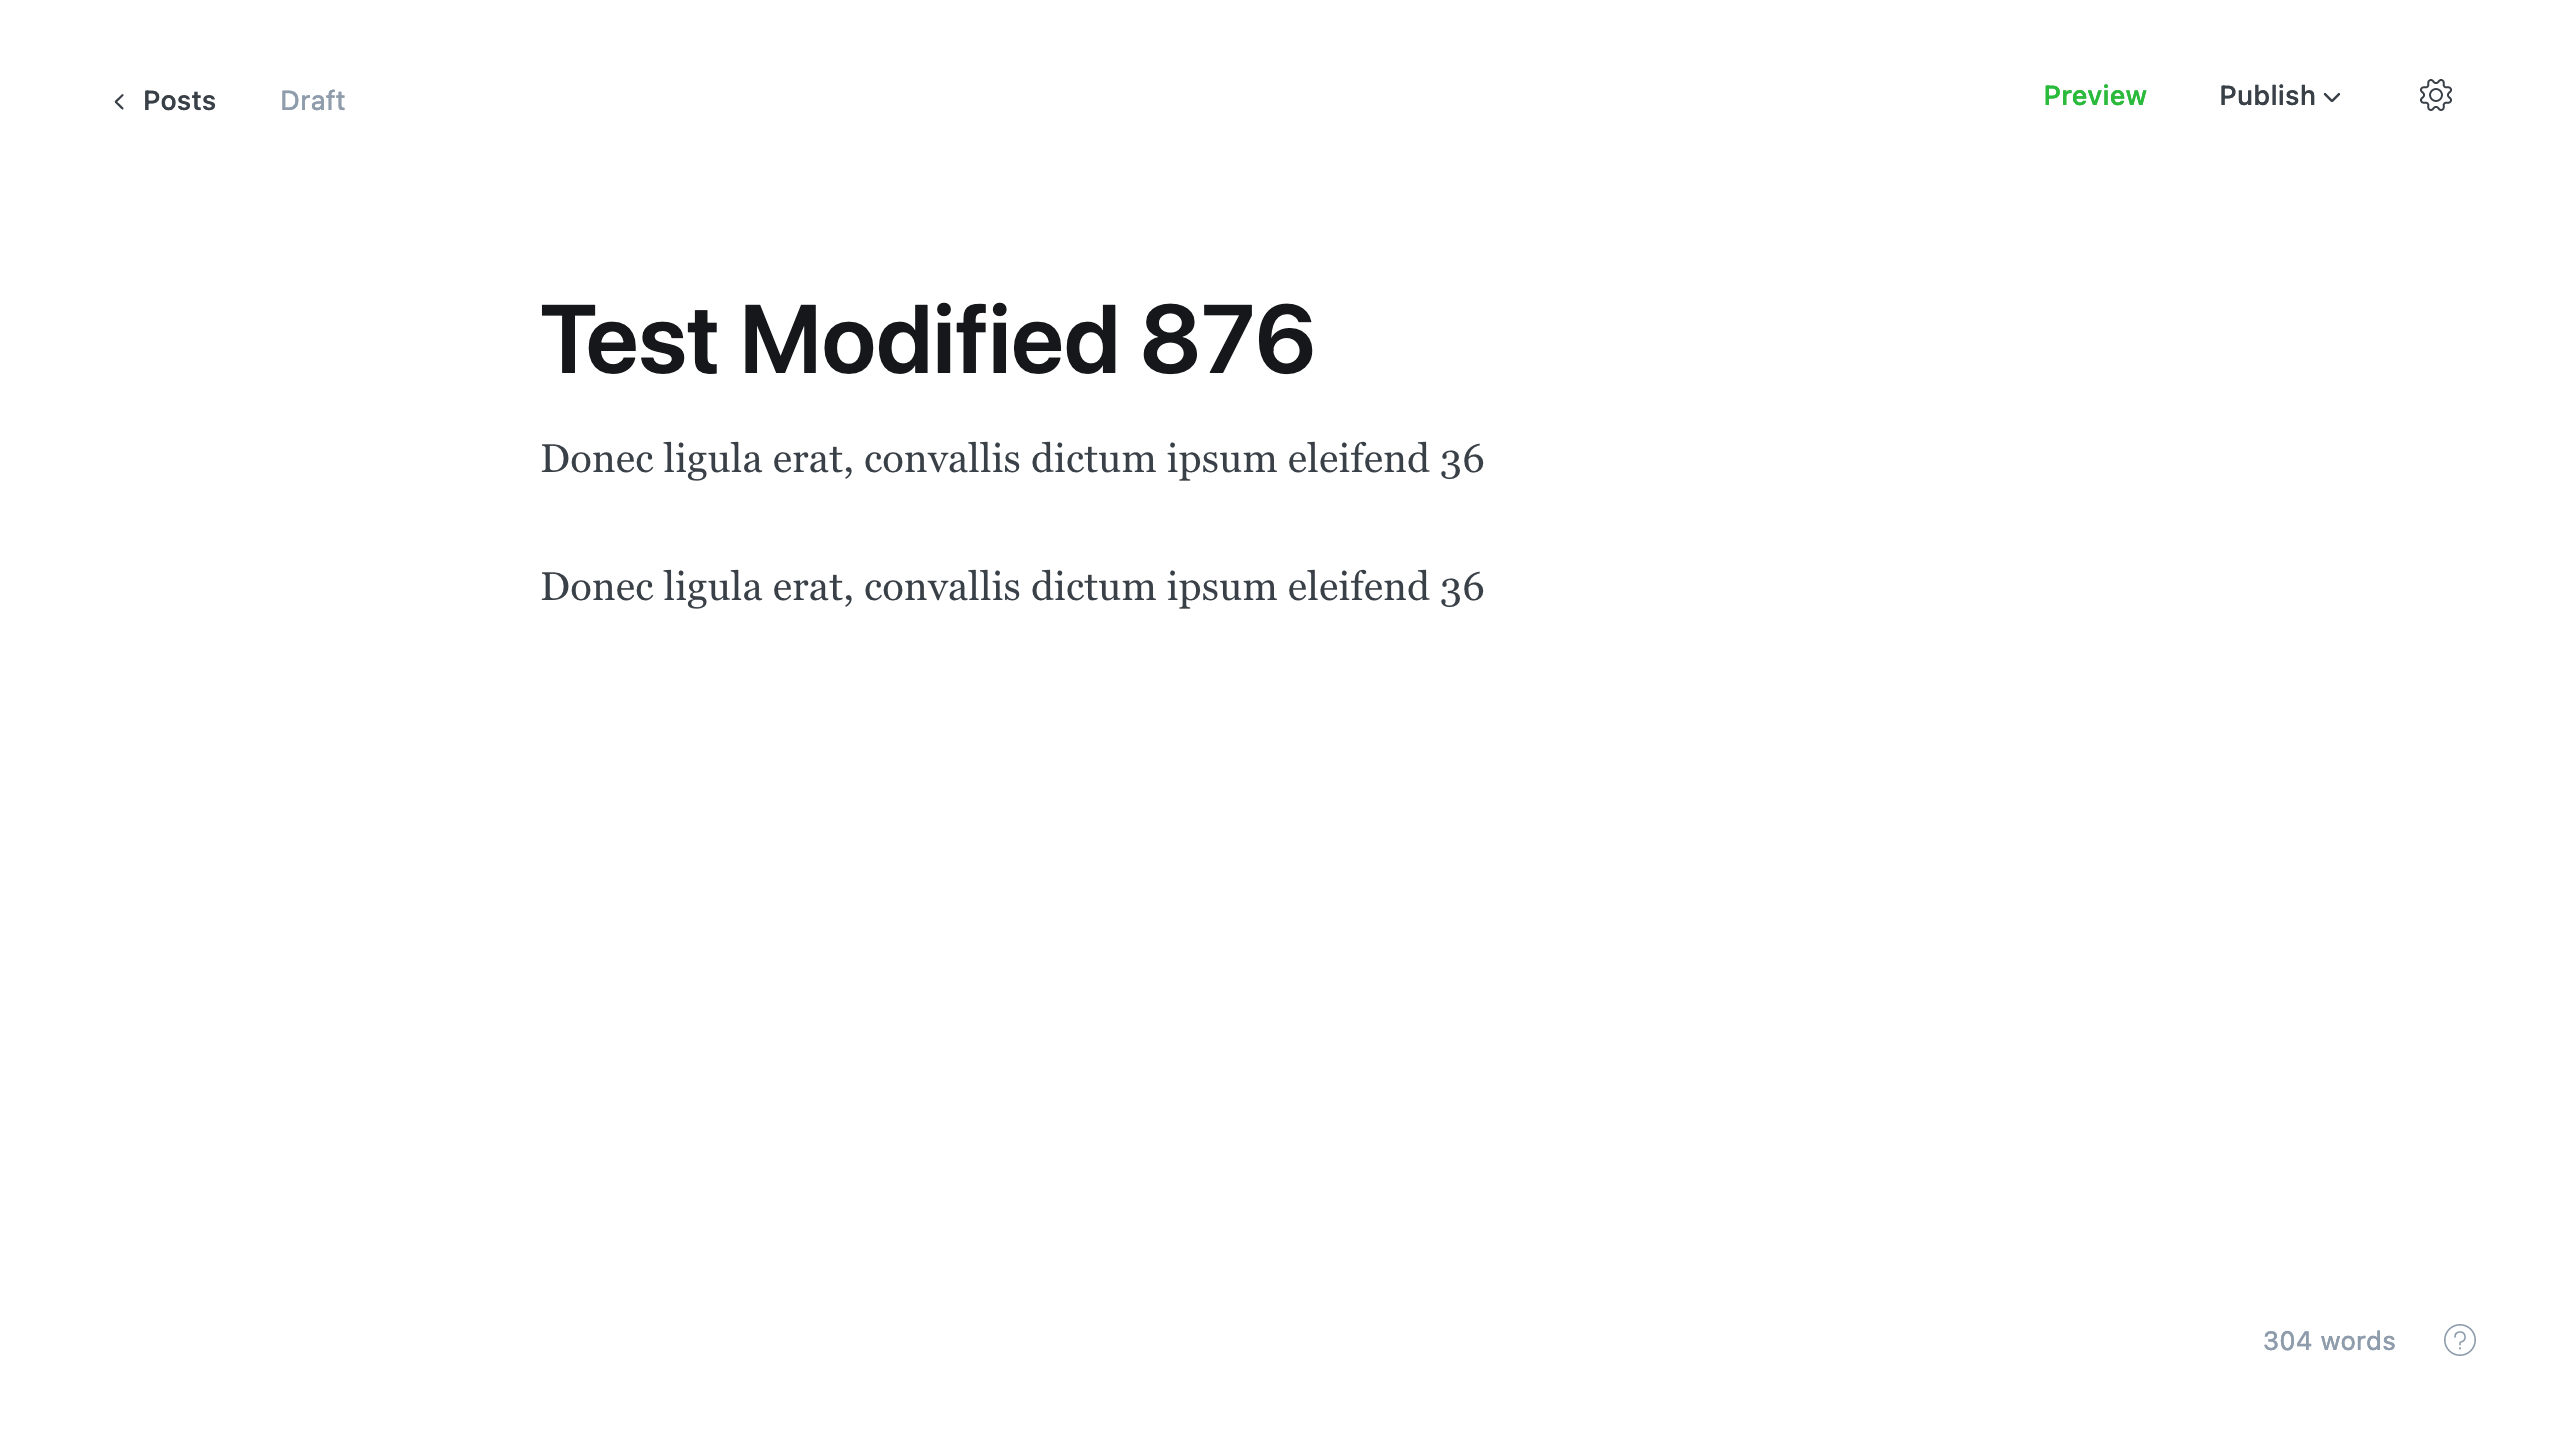 Posts Draft Preview Publish
Test Modified 876
Donec ligula erat, convallis dictum ipsum eleifend 36
Donec ligula erat, convallis dictum ipsum eleifend 36
304 words ?